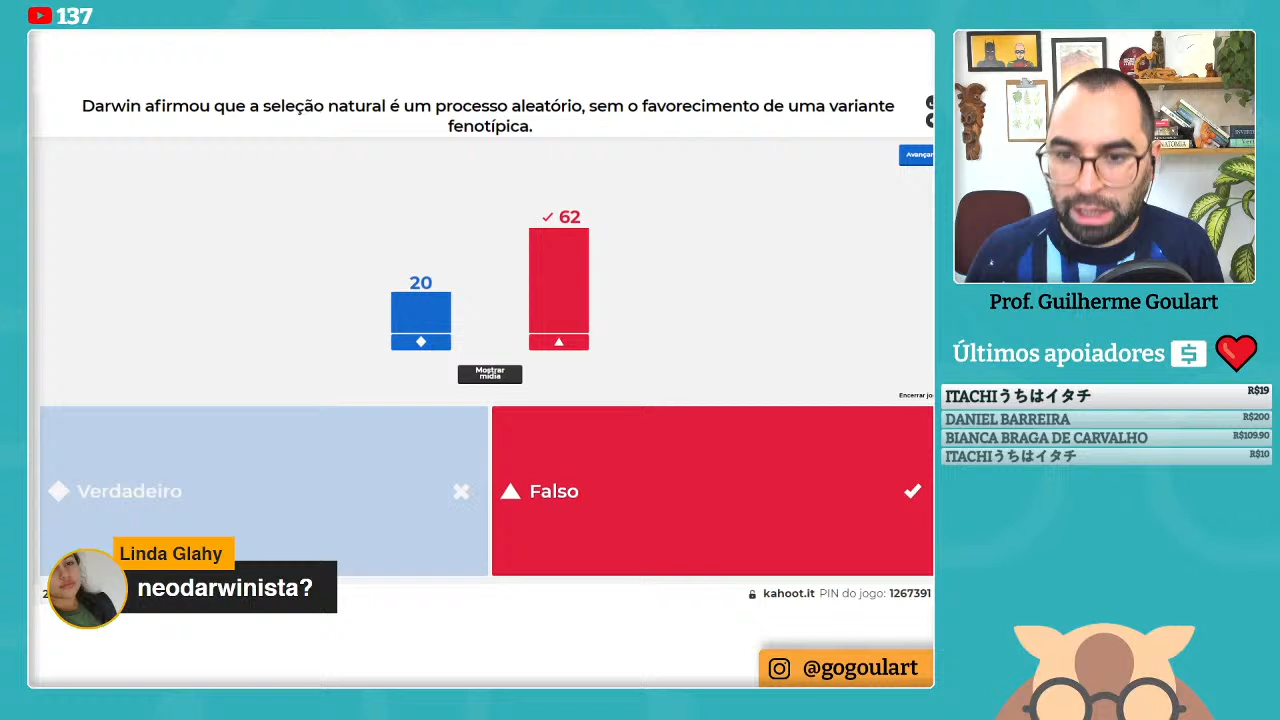 137
Darwin afirmou que a seleção natural é um processo aleatório, sem o favorecimento de uma variante
fenotípica.
Avançar
62
20
Mostrar
mídia
Encerrar jo
Verdadeiro
Falso
Linda Glahy
neodarwinista?
2
kahoot.it PIN do jogo: 1267391
@gogoulart
Prof. Guilherme Goulart
Últimos apoiadores
ITACHIうちはイタチ R$19
DANIEL BARREIRA R$200
BIANCA BRAGA DE CARVALHO R$109.90
ITACHIうちはイタチ R$10